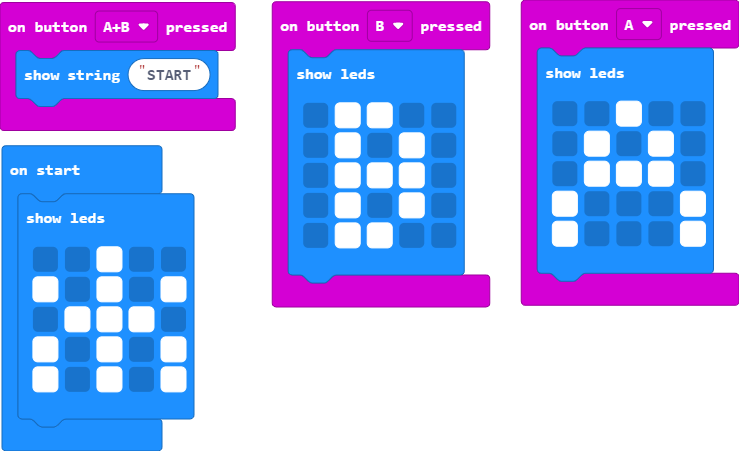 on button A+B pressed
show string "START"
on start
show leds
on button B pressed
show leds
on button A pressed
show leds